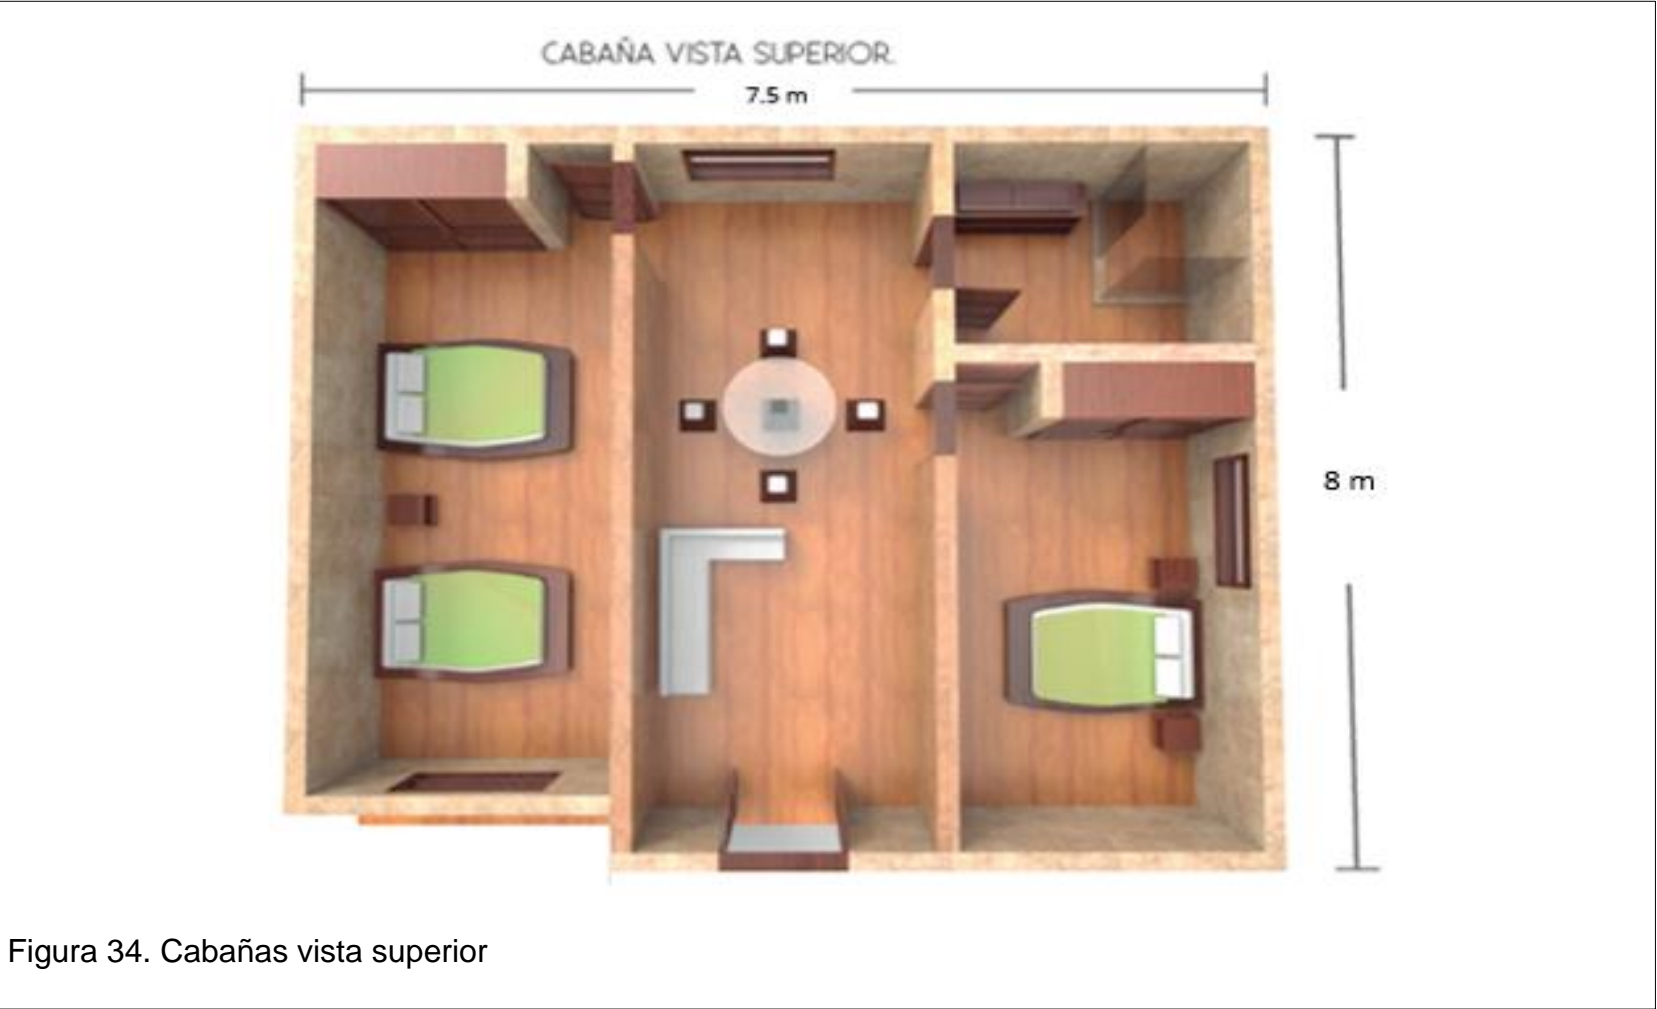 CABAÑA VISTA SUPERIOR.
7.5 m
8 m
Figura 34. Cabañas vista superior